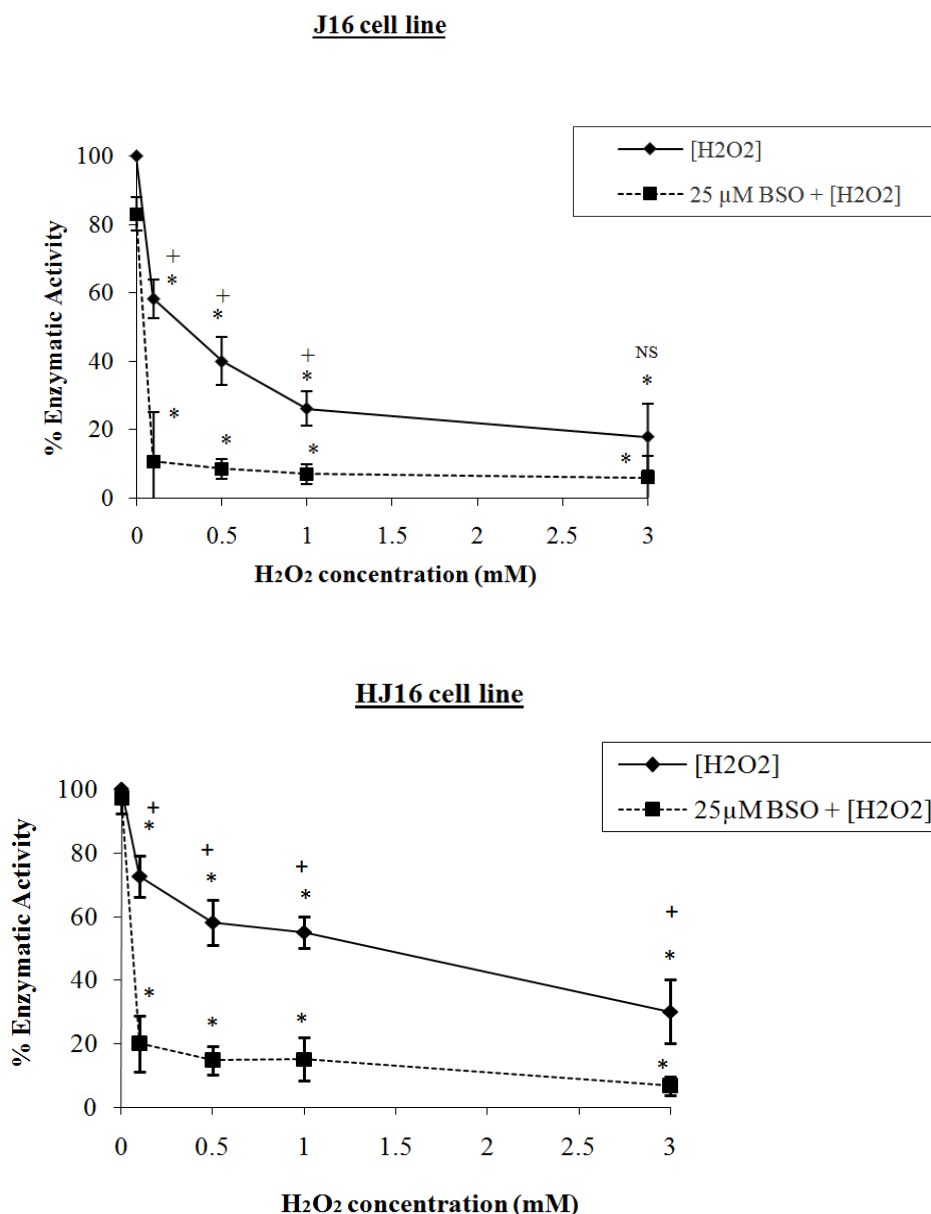 J16 cell line
[H2O2]
25 µM BSO + [H2O2]
% Enzymatic Activity
100
80
60
40
20
0
+
*
+
*
+
*
NS
*
*
*
*
*
0 0.5 1 1.5 2 2.5 3
H₂O₂ concentration (mM)
HJ16 cell line
[H2O2]
25µM BSO + [H2O2]
% Enzymatic Activity
100
80
60
40
20
0
+
*
+
*
+
*
+
*
*
*
*
*
0 0.5 1 1.5 2 2.5 3
H₂O₂ concentration (mM)